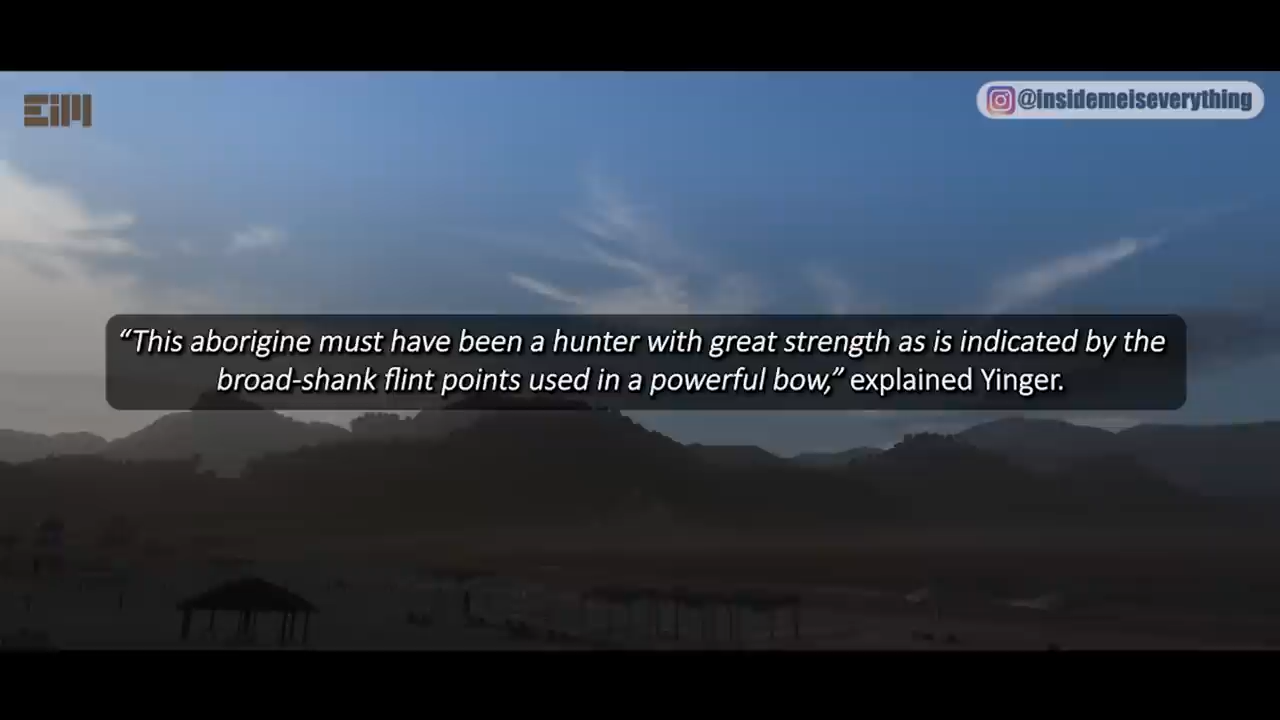 EiM
@insidemeiseverything
“This aborigine must have been a hunter with great strength as is indicated by the
broad-shank flint points used in a powerful bow,” explained Yinger.